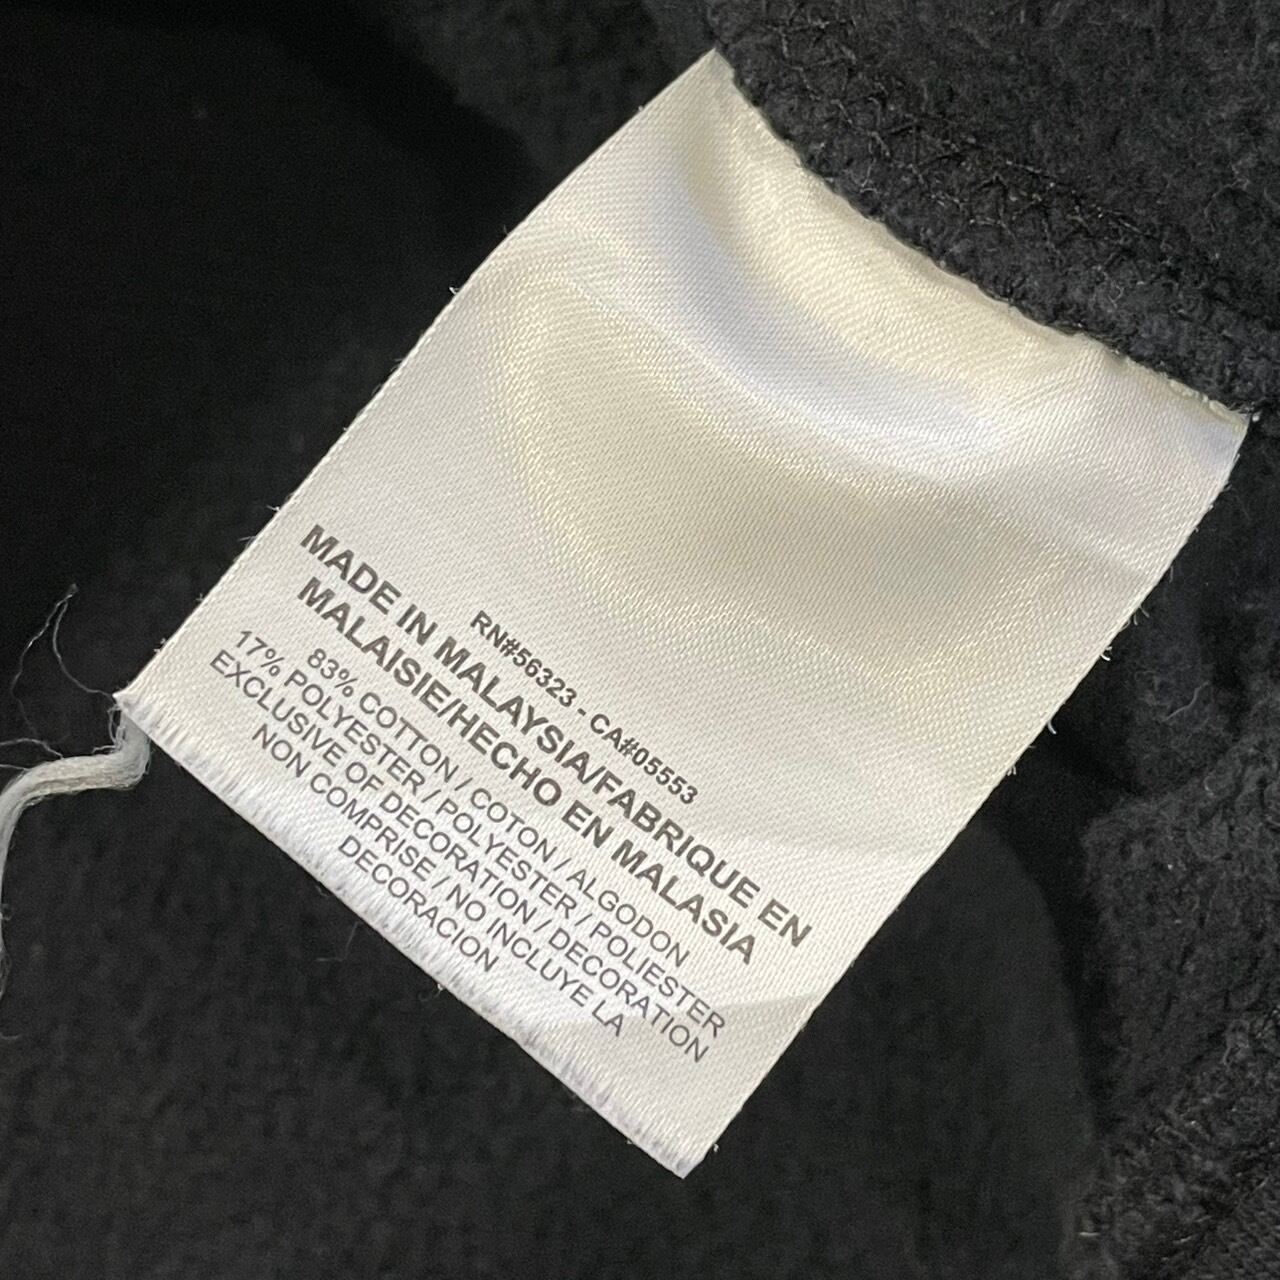 RN#56323 - CA#05553
MADE IN MALAYSIA/FABRIQUE EN
MALAISIE/HECHO EN MALASIA
83% COTTON / COTON / ALGODON
17% POLYESTER / POLYESTER / POLIESTER
EXCLUSIVE OF DECORATION / DECORATION
NON COMPRISE / NO INCLUYE LA
DECORACION